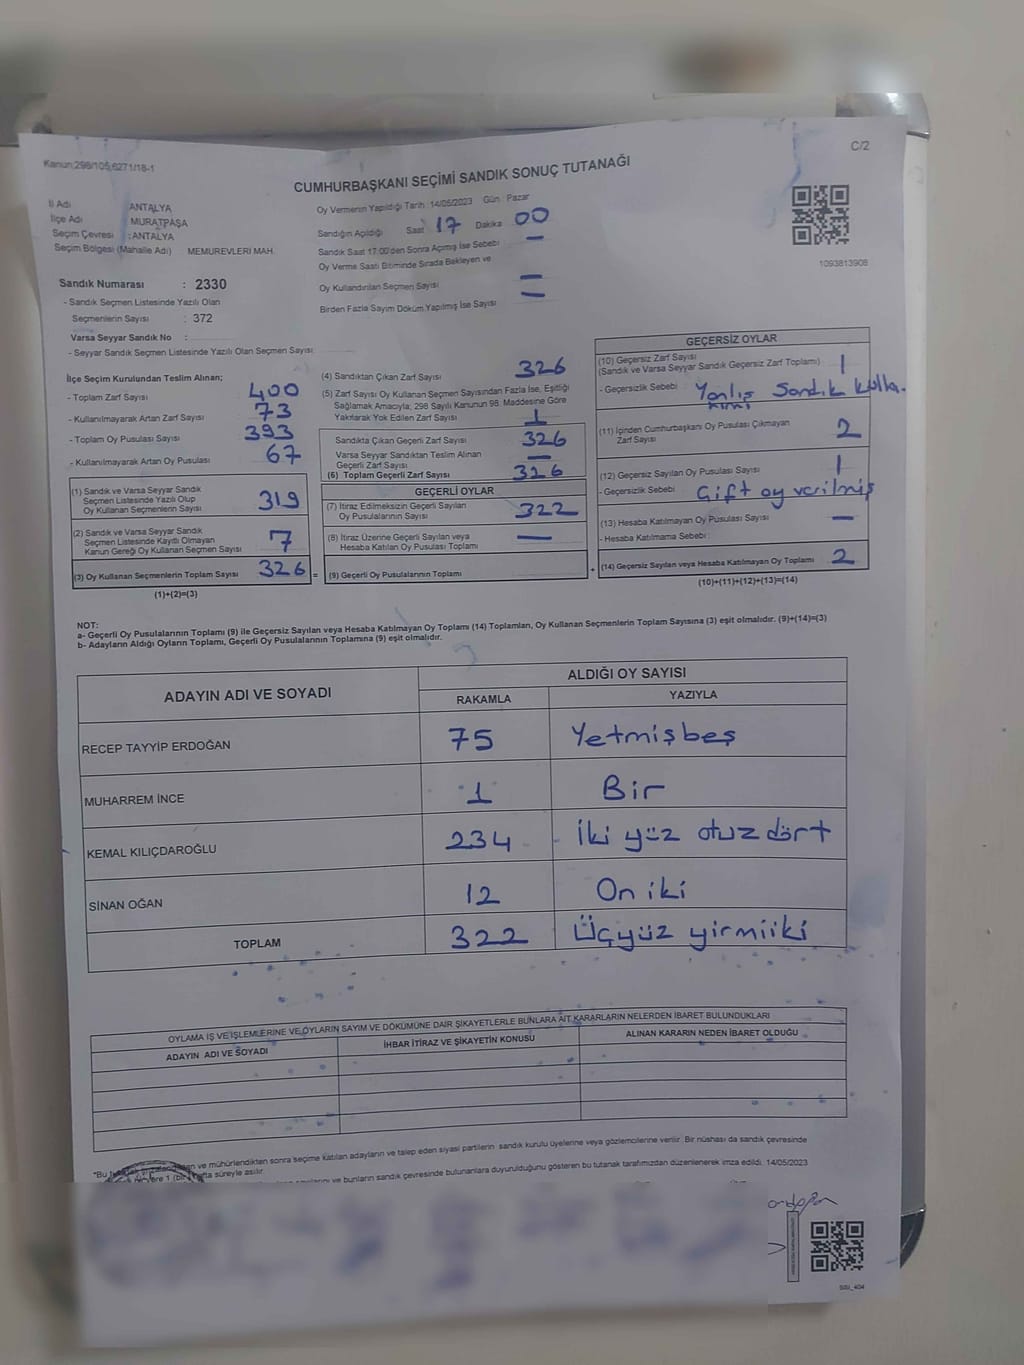 Kanun:298/105,6271/18-1
C/2
CUMHURBAŞKANI SEÇİMİ SANDIK SONUÇ TUTANAĞI
İl Adı ANTALYA
İlçe Adı MURATPAŞA
Seçim Çevresi : ANTALYA
Seçim Bölgesi (Mahalle Adı) MEMUREVLERİ MAH.
Sandık Numarası : 2330
- Sandık Seçmen Listesinde Yazılı Olan
Seçmenlerin Sayısı : 372
Varsa Seyyar Sandık No :
- Seyyar Sandık Seçmen Listesinde Yazılı Olan Seçmen Sayısı:
Oy Vermenin Yapıldığı Tarih 14/05/2023 Gün Pazar
Sandığın Açıldığı Saat 17 Dakika 00
Sandık Saat 17.00'den Sonra Açılmış İse Sebebi —
Oy Verme Saati Bitiminde Sırada Bekleyen ve
Oy Kullandırılan Seçmen Sayısı —
Birden Fazla Sayım Döküm Yapılmış İse Sayısı —
1093813908
İlçe Seçim Kurulundan Teslim Alınan;
- Toplam Zarf Sayısı 400
- Kullanılmayarak Artan Zarf Sayısı 73
- Toplam Oy Pusulası Sayısı 393
- Kullanılmayarak Artan Oy Pusulası 67
(1) Sandık ve Varsa Seyyar Sandık
Seçmen Listesinde Yazılı Olup
Oy Kullanan Seçmenlerin Sayısı 319
(2) Sandık ve Varsa Seyyar Sandık
Seçmen Listesinde Kayıtlı Olmayan
Kanun Gereği Oy Kullanan Seçmen Sayısı 7
(3) Oy Kullanan Seçmenlerin Toplam Sayısı 326 =
(1)+(2)=(3)
(4) Sandıktan Çıkan Zarf Sayısı 326
(5) Zarf Sayısı Oy Kullanan Seçmen Sayısından Fazla İse, Eşitliği
Sağlamak Amacıyla; 298 Sayılı Kanunun 98. Maddesine Göre
Yakılarak Yok Edilen Zarf Sayısı 1
Sandıkta Çıkan Geçerli Zarf Sayısı 326
Varsa Seyyar Sandıktan Teslim Alınan
Geçerli Zarf Sayısı —
(6) Toplam Geçerli Zarf Sayısı 326
GEÇERLİ OYLAR
(7) İtiraz Edilmeksizin Geçerli Sayılan
Oy Pusulalarının Sayısı 322
(8) İtiraz Üzerine Geçerli Sayılan veya
Hesaba Katılan Oy Pusulası Toplamı —
(9) Geçerli Oy Pusulalarının Toplamı +
GEÇERSİZ OYLAR
(10) Geçersiz Zarf Sayısı
(Sandık ve Varsa Seyyar Sandık Geçersiz Zarf Toplamı) 1
- Geçersizlik Sebebi Yanlış Sandık kulla.
nımı
(11) İçinden Cumhurbaşkanı Oy Pusulası Çıkmayan
Zarf Sayısı 2
(12) Geçersiz Sayılan Oy Pusulası Sayısı 1
- Geçersizlik Sebebi Çift oy verilmiş
(13) Hesaba Katılmayan Oy Pusulası Sayısı —
- Hesaba Katılmama Sebebi :
(14) Geçersiz Sayılan veya Hesaba Katılmayan Oy Toplamı 2
(10)+(11)+(12)+(13)=(14)
NOT:
a- Geçerli Oy Pusulalarının Toplamı (9) ile Geçersiz Sayılan veya Hesaba Katılmayan Oy Toplamı (14) Toplamları, Oy Kullanan Seçmenlerin Toplam Sayısına (3) eşit olmalıdır. (9)+(14)=(3)
b- Adayların Aldığı Oyların Toplamı, Geçerli Oy Pusulalarının Toplamına (9) eşit olmalıdır.
ADAYIN ADI VE SOYADI ALDIĞI OY SAYISI
RAKAMLA YAZIYLA
RECEP TAYYİP ERDOĞAN 75 Yetmişbeş
MUHARREM İNCE 1 Bir
KEMAL KILIÇDAROĞLU 234 İki yüz otuz dört
SİNAN OĞAN 12 On iki
TOPLAM 322 Üçyüz yirmiiki
OYLAMA İŞ VE İŞLEMLERİNE VE OYLARIN SAYIM VE DÖKÜMÜNE DAİR ŞİKAYETLERLE BUNLARA AİT KARARLARIN NELERDEN İBARET BULUNDUKLARI
ADAYIN ADI VE SOYADI İHBAR İTİRAZ VE ŞİKAYETİN KONUSU ALINAN KARARIN NEDEN İBARET OLDUĞU
*Bu ve mühürlendikten sonra seçime katılan adayların ve talep eden siyasi partilerin sandık kurulu üyelerine veya gözlemcilerine verilir. Bir nüshası da sandık çevresinde
1 (bir) hafta süreyle asılır.
ve bunların sandık çevresinde bulunanlara duyurulduğunu gösteren bu tutanak tarafımızdan düzenlenerek imza edildi. 14/05/2023